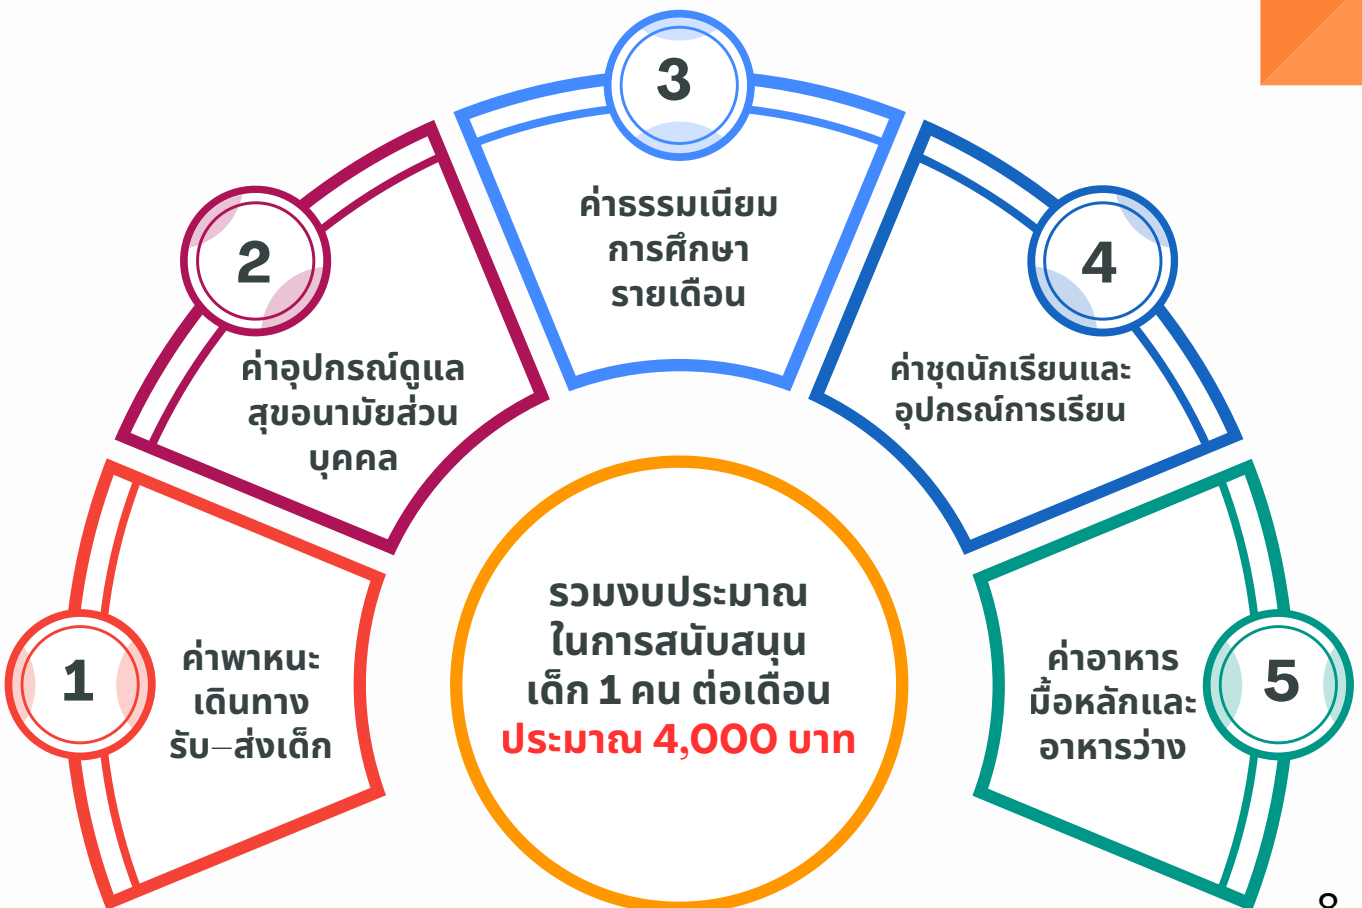 1
ค่าพาหนะ
เดินทาง
รับ–ส่งเด็ก
2
ค่าอุปกรณ์ดูแล
สุขอนามัยส่วน
บุคคล
3
ค่าธรรมเนียม
การศึกษา
รายเดือน
4
ค่าชุดนักเรียนและ
อุปกรณ์การเรียน
5
ค่าอาหาร
มื้อหลักและ
อาหารว่าง
รวมงบประมาณ
ในการสนับสนุน
เด็ก 1 คน ต่อเดือน
ประมาณ 4,000 บาท